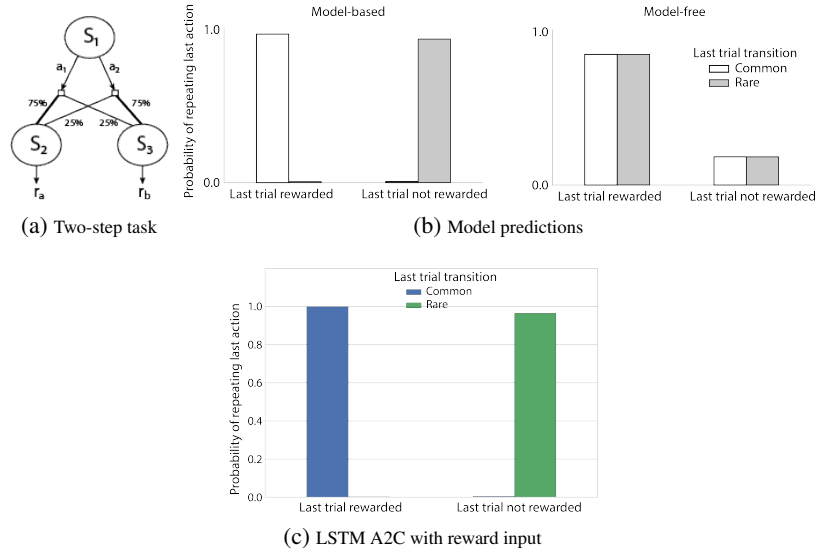 S1
a1 a2
75% 75%
25% 25%
S2 S3
ra rb
(a) Two-step task
Model-based
Probability of repeating last action
1.0
0.0
Last trial rewarded Last trial not rewarded
Model-free
1.0
Last trial transition
Common
Rare
0.0
Last trial rewarded Last trial not rewarded
(b) Model predictions
Last trial transition
Common
Rare
Probability of repeating last action
1.0
0.8
0.6
0.4
0.2
0.0
Last trial rewarded Last trial not rewarded
(c) LSTM A2C with reward input